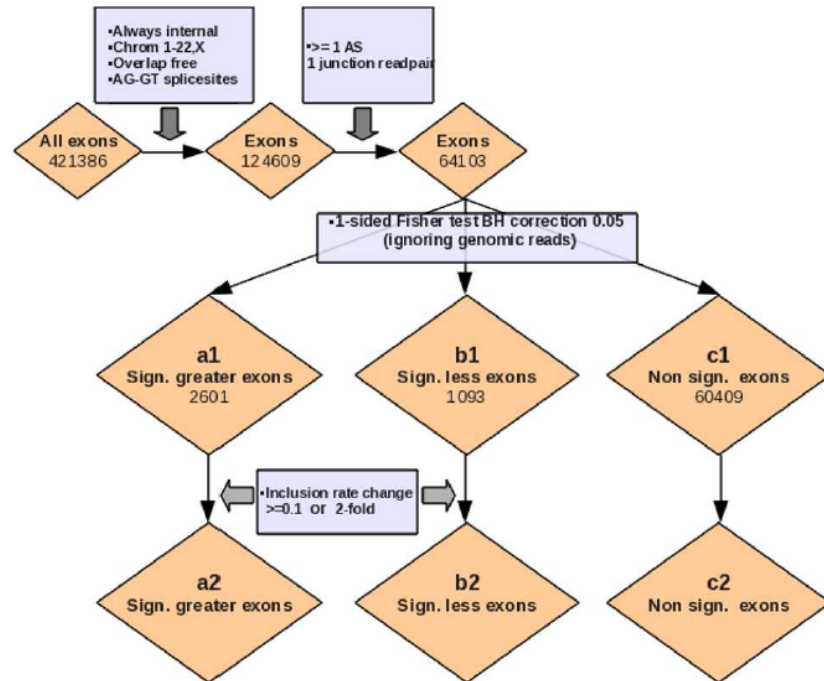 ▪Always internal
▪Chrom 1-22,X
▪Overlap free
▪AG-GT splicesites
▪>= 1 AS
1 junction readpair
All exons
421386
Exons
124609
Exons
64103
▪1-sided Fisher test BH correction 0.05
(ignoring genomic reads)
a1
Sign. greater exons
2601
b1
Sign. less exons
1093
c1
Non sign. exons
60409
▪Inclusion rate change
>=0.1 or 2-fold
a2
Sign. greater exons
b2
Sign. less exons
c2
Non sign. exons